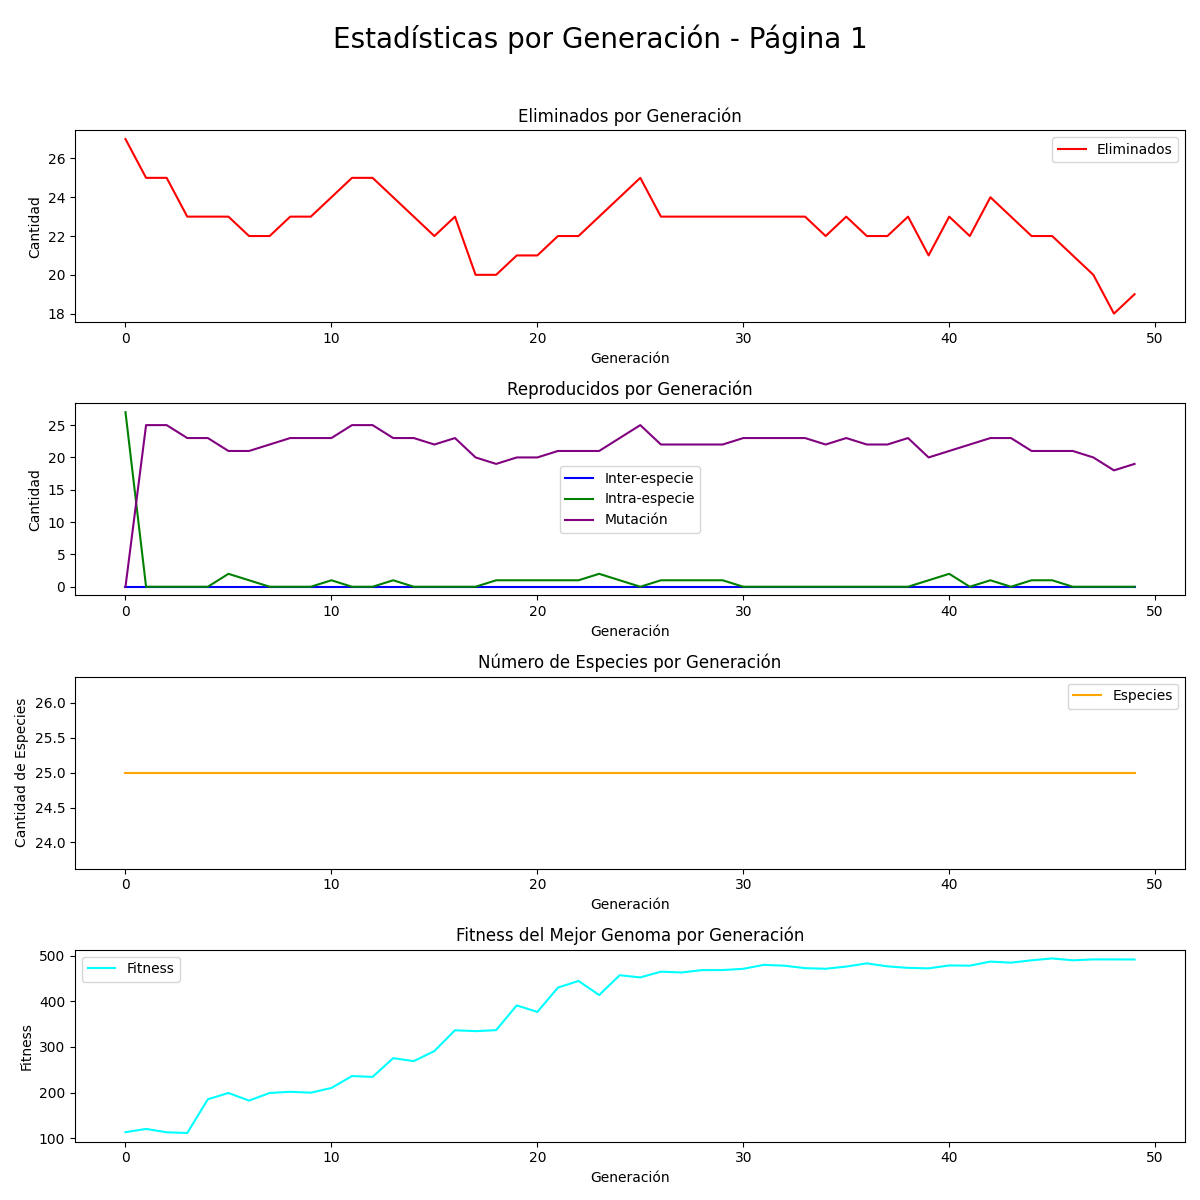 Estadísticas por Generación - Página 1
Eliminados por Generación
Eliminados
Cantidad
26
24
22
20
18
0 10 20 30 40 50
Generación
Reproducidos por Generación
Cantidad
25
20
15
10
5
0
Inter-especie
Intra-especie
Mutación
0 10 20 30 40 50
Generación
Número de Especies por Generación
Especies
Cantidad de Especies
26.0
25.5
25.0
24.5
24.0
0 10 20 30 40 50
Generación
Fitness del Mejor Genoma por Generación
Fitness
Fitness
500
400
300
200
100
0 10 20 30 40 50
Generación